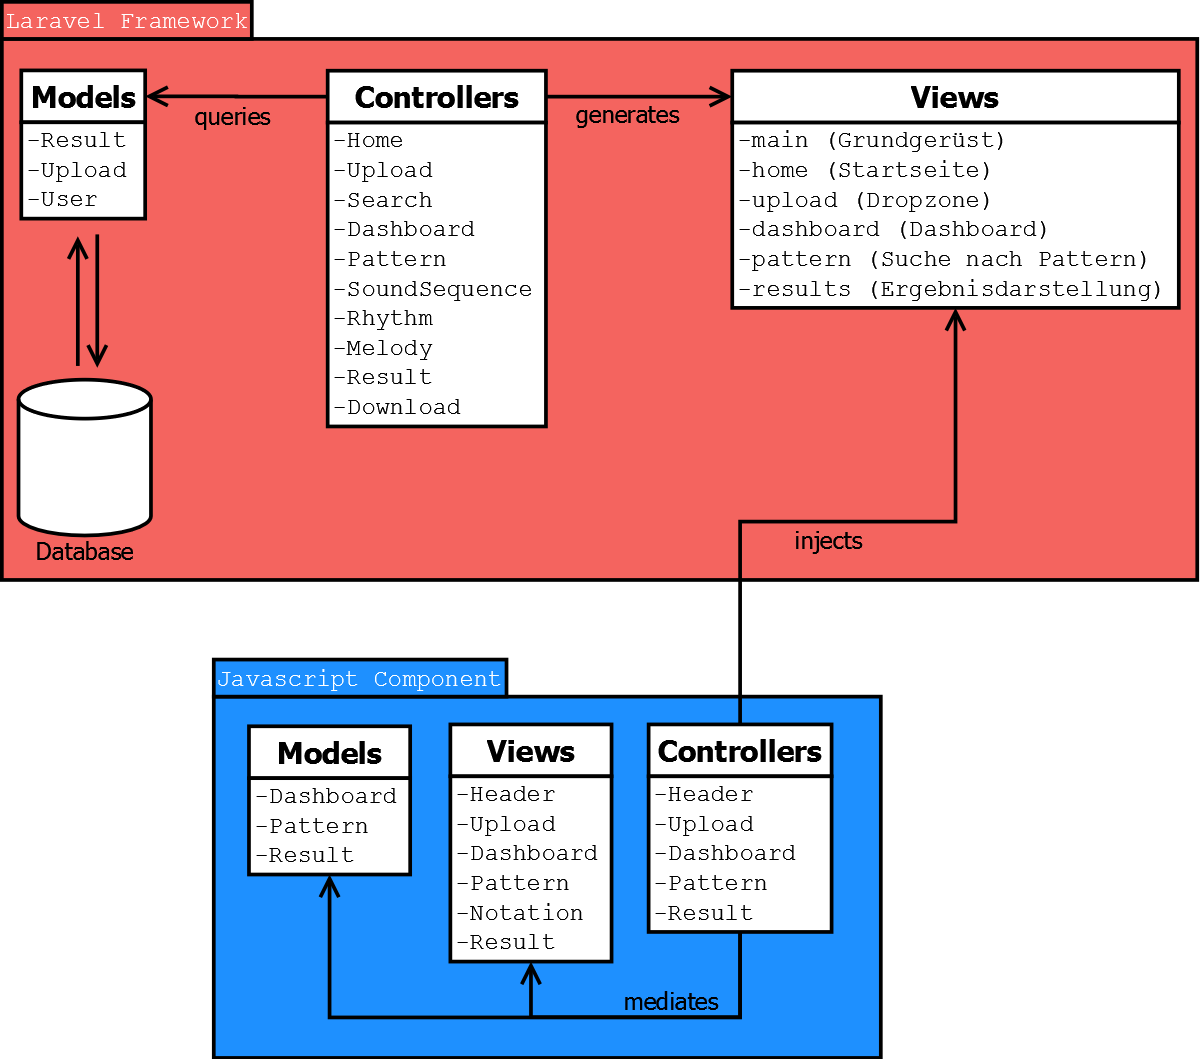 Laravel Framework
Models
-Result
-Upload
-User
queries
Controllers
-Home
-Upload
-Search
-Dashboard
-Pattern
-SoundSequence
-Rhythm
-Melody
-Result
-Download
generates
Views
-main (Grundgerüst)
-home (Startseite)
-upload (Dropzone)
-dashboard (Dashboard)
-pattern (Suche nach Pattern)
-results (Ergebnisdarstellung)
Database
injects
Javascript Component
Models
-Dashboard
-Pattern
-Result
Views
-Header
-Upload
-Dashboard
-Pattern
-Notation
-Result
Controllers
-Header
-Upload
-Dashboard
-Pattern
-Result
mediates